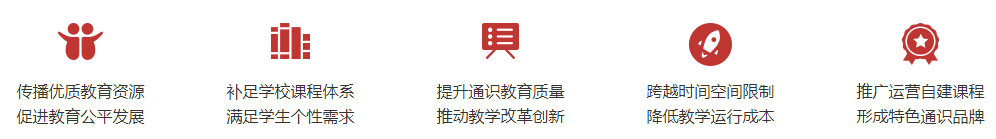 传播优质教育资源
促进教育公平发展
补足学校课程体系
满足学生个性需求
提升通识教育质量
推动教学改革创新
跨越时间空间限制
降低教学运行成本
推广运营自建课程
形成特色通识品牌